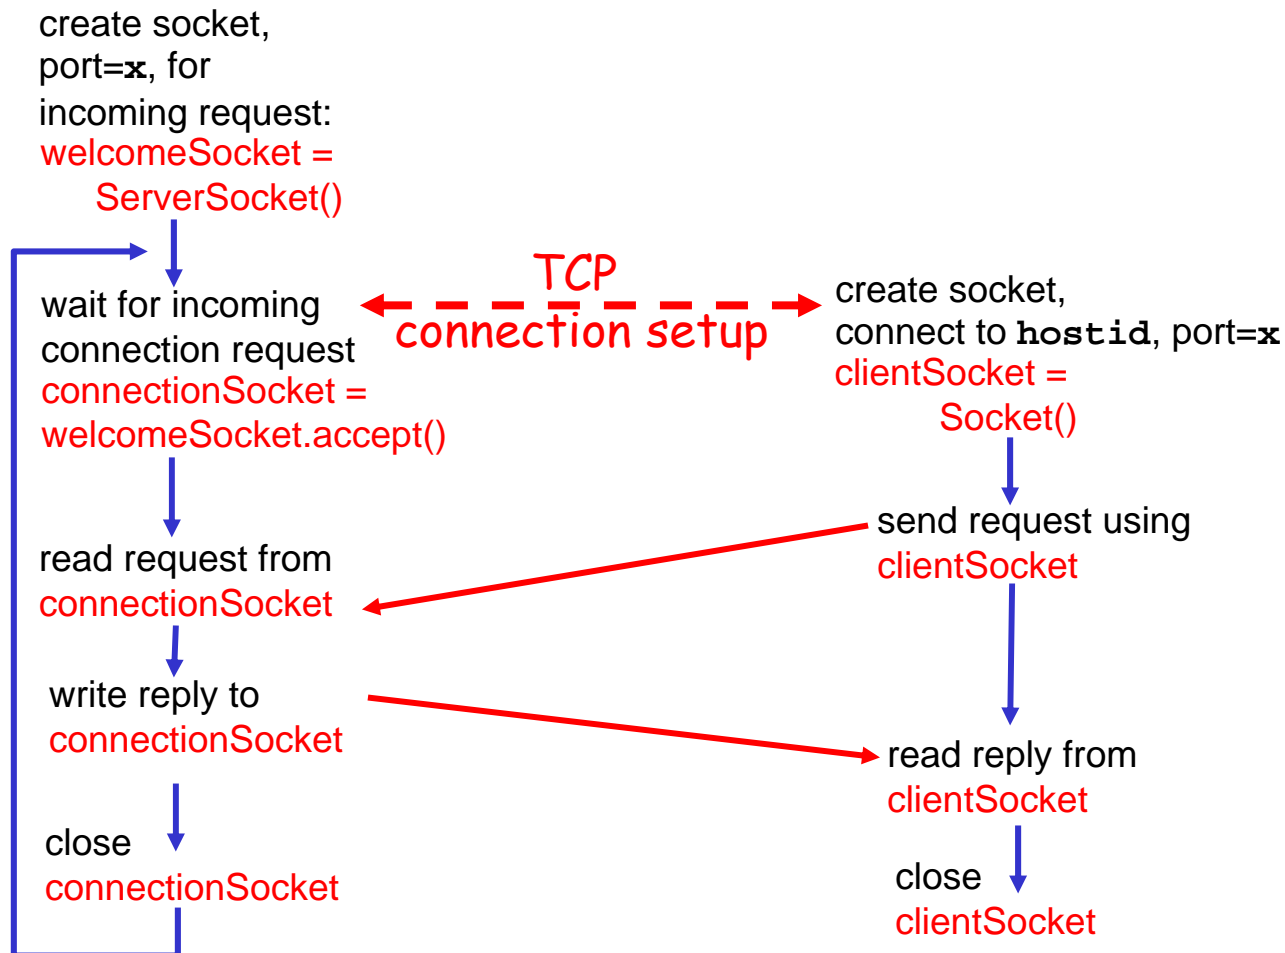 create socket,
port=x, for
incoming request:
welcomeSocket =
ServerSocket()
wait for incoming
connection request
connectionSocket =
welcomeSocket.accept()
read request from
connectionSocket
write reply to
connectionSocket
close
connectionSocket
TCP
connection setup
create socket,
connect to hostid, port=x
clientSocket =
Socket()
send request using
clientSocket
read reply from
clientSocket
close
clientSocket